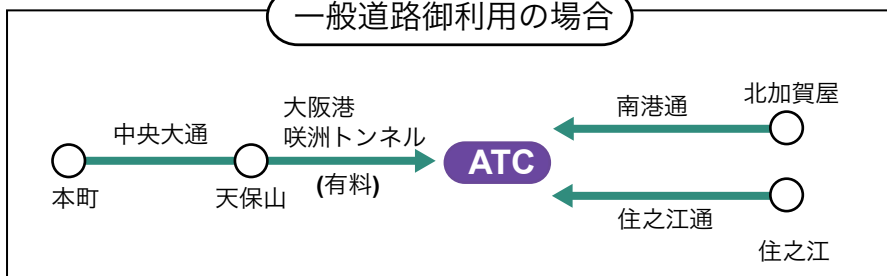 一般道路御利用の場合
本町
中央大通
天保山
大阪港
咲洲トンネル
(有料)
ATC
南港通
北加賀屋
住之江通
住之江